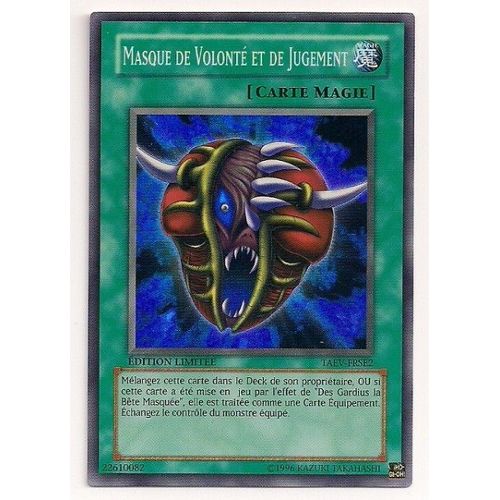 Masque de Volonté et de Jugement
MAGIC
魔
[Carte Magie]
ÉDITION LIMITÉE
TAEV-FRSE2
Mélangez cette carte dans le Deck de son propriétaire, OU si
cette carte a été mise en jeu par l'effet de "Des Gardius la
Bête Masquée", elle est traitée comme une Carte Équipement.
Échangez le contrôle du monstre équipé.
22610082
©1996 KAZUKI TAKAHASHI